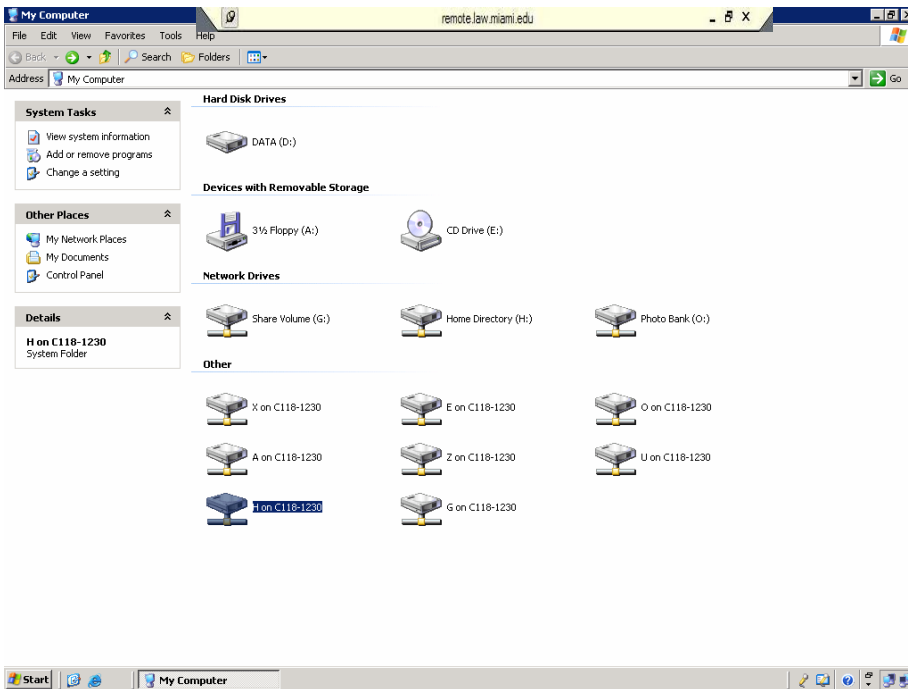 My Computer
remote.law.miami.edu
File Edit View Favorites Tools Help
Back Search Folders
Address My Computer Go
System Tasks
View system information
Add or remove programs
Change a setting
Other Places
My Network Places
My Documents
Control Panel
Details
H on C118-1230
System Folder
Hard Disk Drives
DATA (D:)
Devices with Removable Storage
3½ Floppy (A:) CD Drive (E:)
Network Drives
Share Volume (G:) Home Directory (H:) Photo Bank (O:)
Other
X on C118-1230 E on C118-1230 O on C118-1230
A on C118-1230 Z on C118-1230 U on C118-1230
H on C118-1230 G on C118-1230
Start My Computer